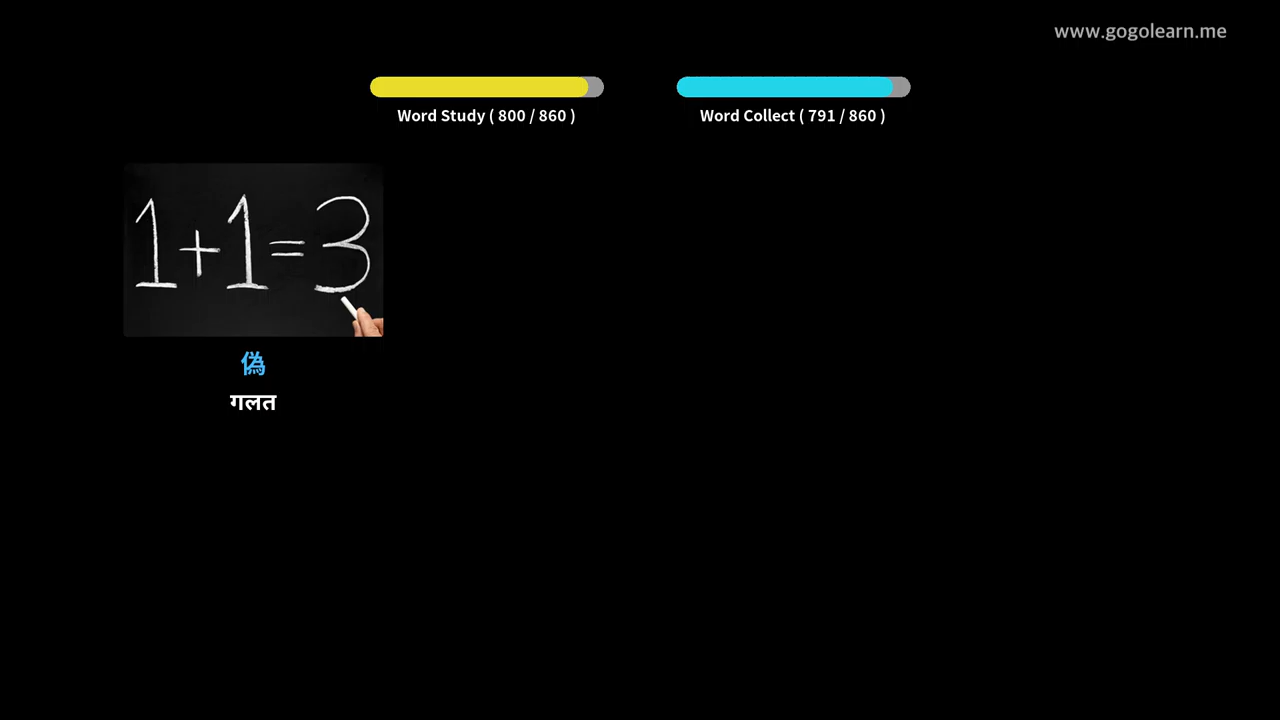 www.gogolearn.me
Word Study ( 800 / 860 )
Word Collect ( 791 / 860 )
1+1=3
偽
गलत